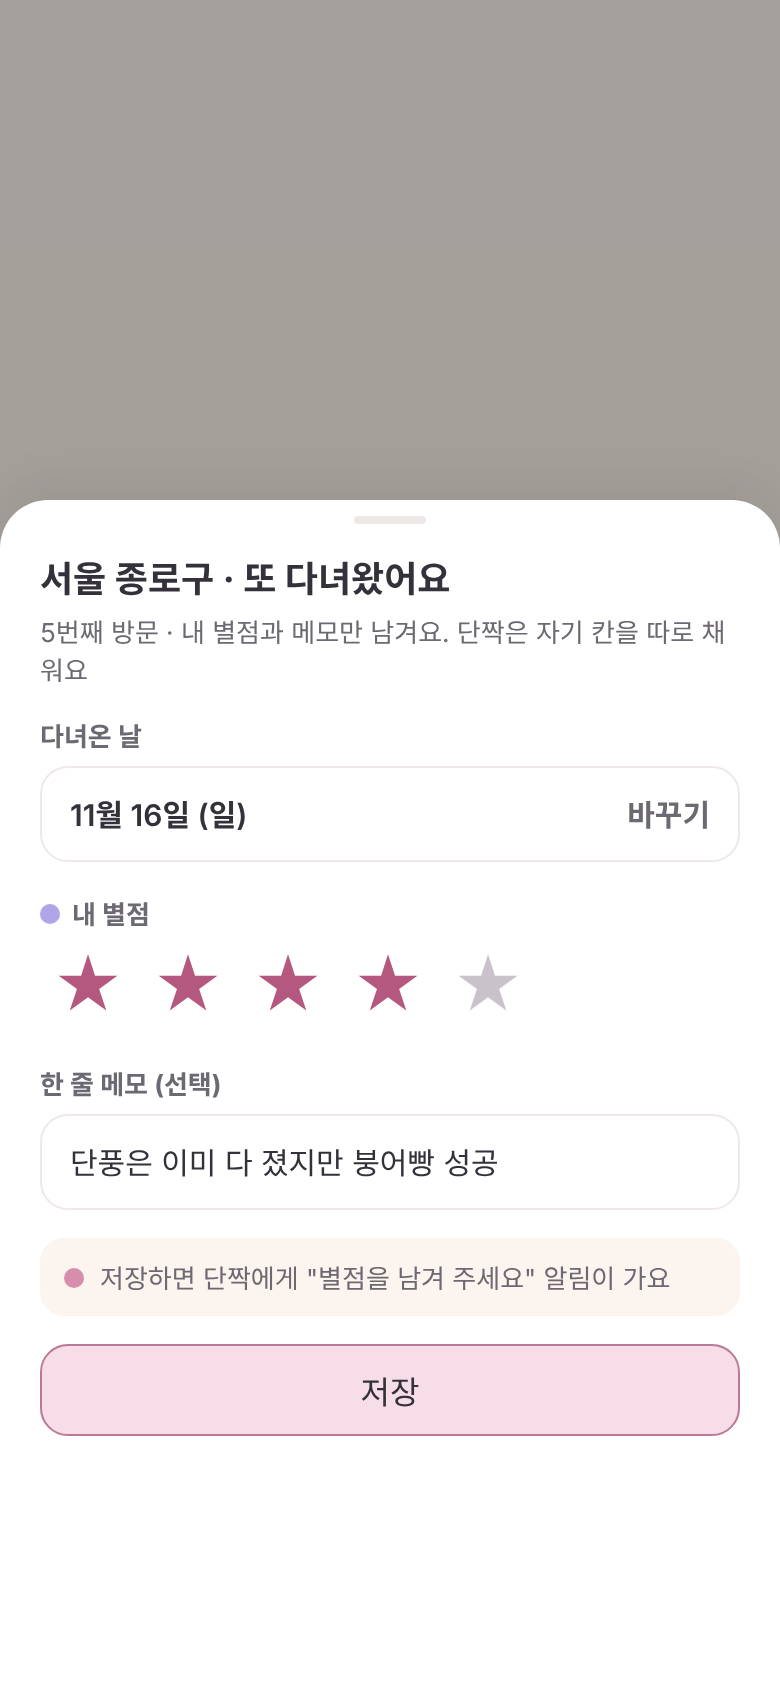 서울 종로구 · 또 다녀왔어요
5번째 방문 · 내 별점과 메모만 남겨요. 단짝은 자기 칸을 따로 채
워요
다녀온 날
11월 16일 (일) 바꾸기
내 별점
한 줄 메모 (선택)
단풍은 이미 다 졌지만 붕어빵 성공
저장하면 단짝에게 "별점을 남겨 주세요" 알림이 가요
저장